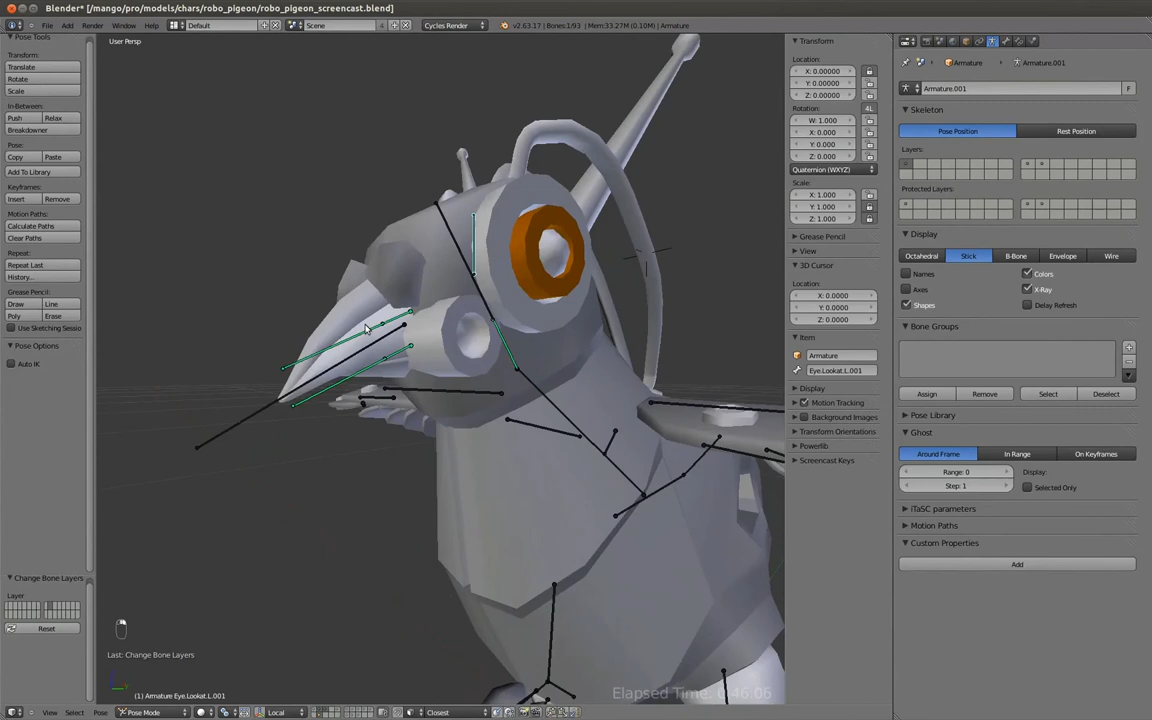 Blender* [/mango/pro/models/chars/robo_pigeon/robo_pigeon_screencast.blend]
File Add Render Window Help Default Scene Cycles Render v2.63.17 | Bones:1/93 | Mem:33.27M (0.10M) | Armature
Pose Tools
Transform:
Translate
Rotate
Scale
In-Between:
Push Relax
Breakdowner
Pose:
Copy Paste
Add To Library
Keyframes:
Insert Remove
Motion Paths:
Calculate Paths
Clear Paths
Repeat:
Repeat Last
History...
Grease Pencil:
Draw Line
Poly Erase
Use Sketching Sessio
Pose Options
Auto IK
Change Bone Layers
Layer
Reset
User Persp
Last: Change Bone Layers
(1) Armature Eye.Lookat.L.001
Elapsed Time: 0:46.06
View Select Pose Pose Mode Local Closest
Transform
Location:
X: 0.00000
Y: 0.00000
Z: 0.00000
Rotation: 4L
W: 1.000
X: 0.000
Y: 0.000
Z: 0.000
Quaternion (WXYZ)
Scale:
X: 1.000
Y: 1.000
Z: 1.000
Grease Pencil
View
3D Cursor
Location:
X: 0.0000
Y: 0.0000
Z: 0.0000
Item
Armature
Eye.Lookat.L.001
Display
Motion Tracking
Background Images
Transform Orientations
Powerlib
Screencast Keys
Armature Armature.001
Armature.001 F
Skeleton
Pose Position Rest Position
Layers:
Protected Layers:
Display
Octahedral Stick B-Bone Envelope Wire
Names Colors
Axes X-Ray
Shapes Delay Refresh
Bone Groups
Assign Remove Select Deselect
Pose Library
Ghost
Around Frame In Range On Keyframes
Range: 0 Display:
Step: 1 Selected Only
iTaSC parameters
Motion Paths
Custom Properties
Add